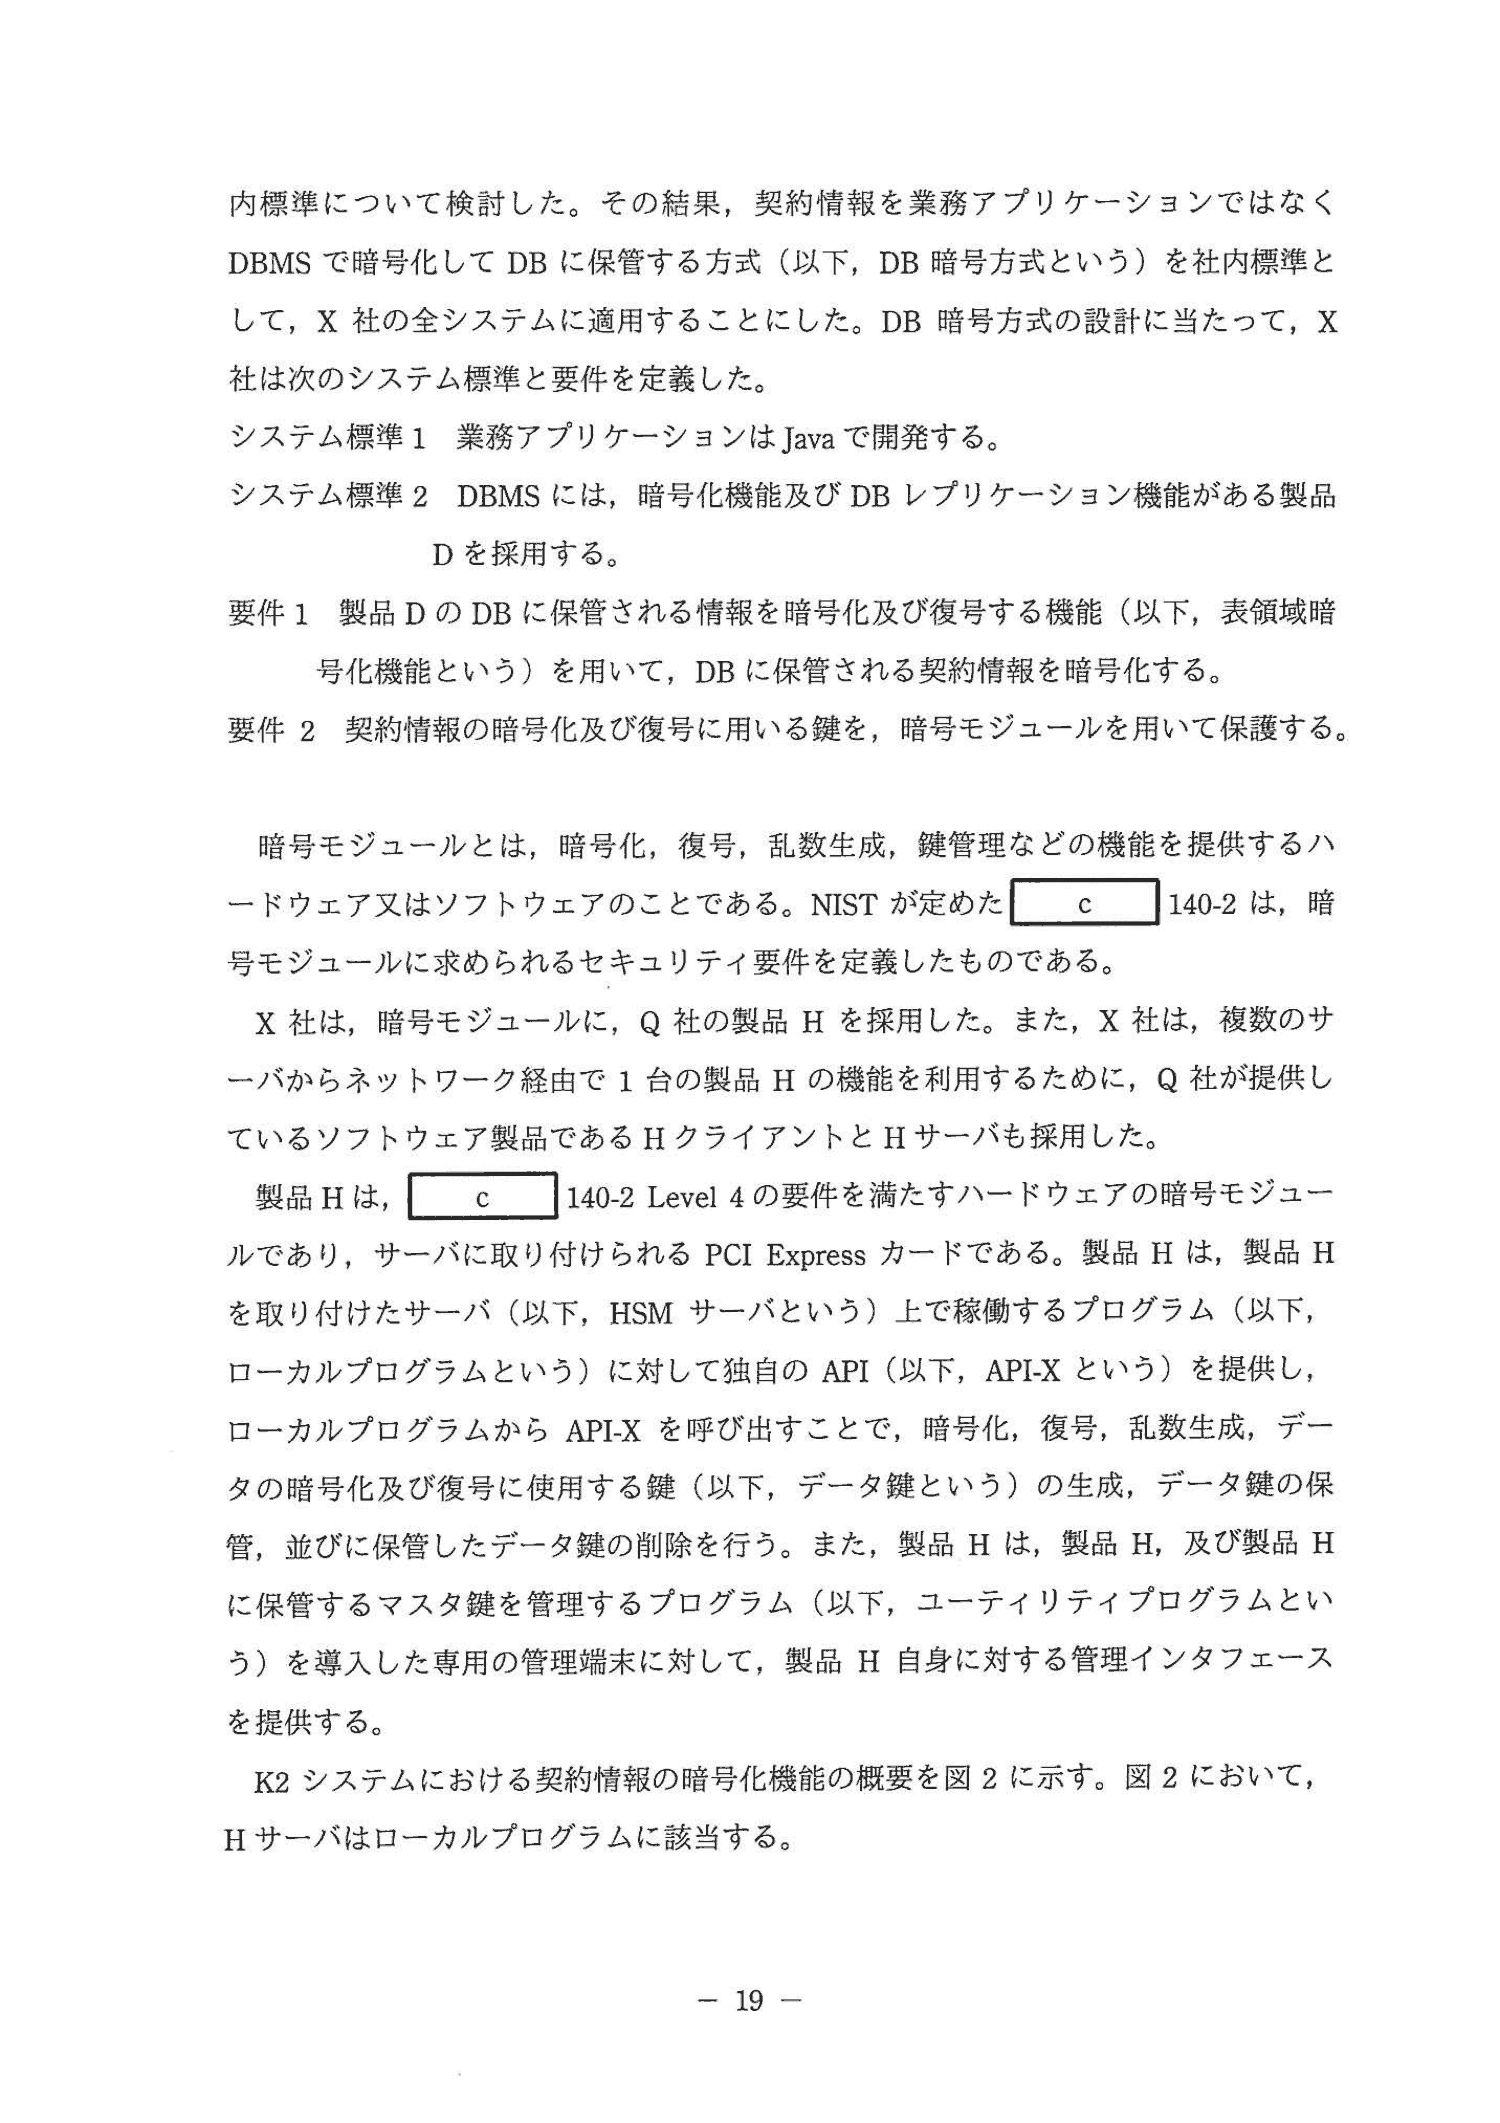 内標準について検討した。その結果，契約情報を業務アプリケーションではなく
DBMS で暗号化して DB に保管する方式（以下，DB 暗号方式という）を社内標準と
して，X 社の全システムに適用することにした。DB 暗号方式の設計に当たって，X
社は次のシステム標準と要件を定義した。
システム標準 1　業務アプリケーションは Java で開発する。
システム標準 2　DBMS には，暗号化機能及び DB レプリケーション機能がある製品
D を採用する。
要件 1　製品 D の DB に保管される情報を暗号化及び復号する機能（以下，表領域暗
号化機能という）を用いて，DB に保管される契約情報を暗号化する。
要件 2　契約情報の暗号化及び復号に用いる鍵を，暗号モジュールを用いて保護する。
暗号モジュールとは，暗号化，復号，乱数生成，鍵管理などの機能を提供するハ
ードウェア又はソフトウェアのことである。NIST が定めた c 140-2 は，暗
号モジュールに求められるセキュリティ要件を定義したものである。
X 社は，暗号モジュールに，Q 社の製品 H を採用した。また，X 社は，複数のサ
ーバからネットワーク経由で 1 台の製品 H の機能を利用するために，Q 社が提供し
ているソフトウェア製品である H クライアントと H サーバも採用した。
製品 H は， c 140-2 Level 4 の要件を満たすハードウェアの暗号モジュー
ルであり，サーバに取り付けられる PCI Express カードである。製品 H は，製品 H
を取り付けたサーバ（以下，HSM サーバという）上で稼働するプログラム（以下，
ローカルプログラムという）に対して独自の API（以下，API-X という）を提供し，
ローカルプログラムから API-X を呼び出すことで，暗号化，復号，乱数生成，デー
タの暗号化及び復号に使用する鍵（以下，データ鍵という）の生成，データ鍵の保
管，並びに保管したデータ鍵の削除を行う。また，製品 H は，製品 H，及び製品 H
に保管するマスタ鍵を管理するプログラム（以下，ユーティリティプログラムとい
う）を導入した専用の管理端末に対して，製品 H 自身に対する管理インタフェース
を提供する。
K2 システムにおける契約情報の暗号化機能の概要を図 2 に示す。図 2 において，
H サーバはローカルプログラムに該当する。
－ 19 －